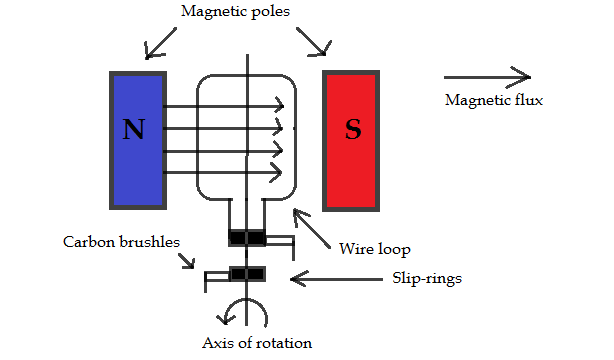 Magnetic poles
N
S
Magnetic flux
Carbon brushles
Wire loop
Slip-rings
Axis of rotation